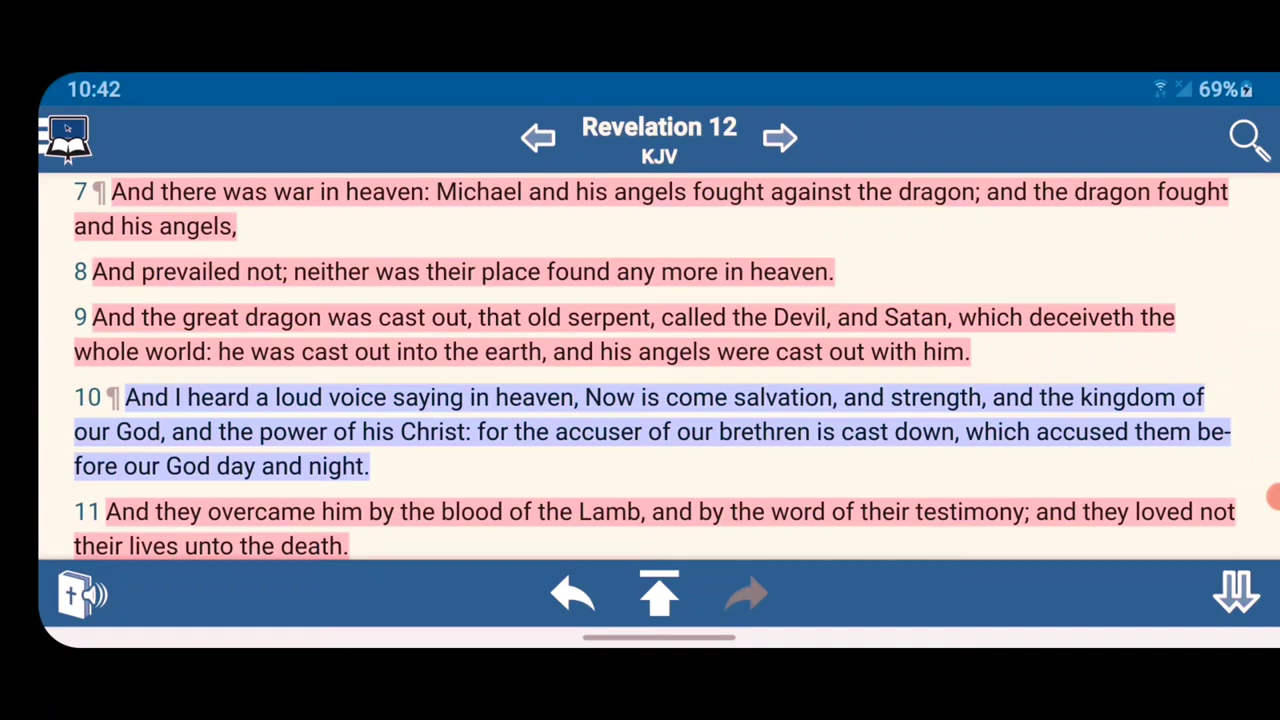 10:42
69%
Revelation 12
KJV
7 ¶ And there was war in heaven: Michael and his angels fought against the dragon; and the dragon fought
and his angels,
8 And prevailed not; neither was their place found any more in heaven.
9 And the great dragon was cast out, that old serpent, called the Devil, and Satan, which deceiveth the
whole world: he was cast out into the earth, and his angels were cast out with him.
10 ¶ And I heard a loud voice saying in heaven, Now is come salvation, and strength, and the kingdom of
our God, and the power of his Christ: for the accuser of our brethren is cast down, which accused them be-
fore our God day and night.
11 And they overcame him by the blood of the Lamb, and by the word of their testimony; and they loved not
their lives unto the death.